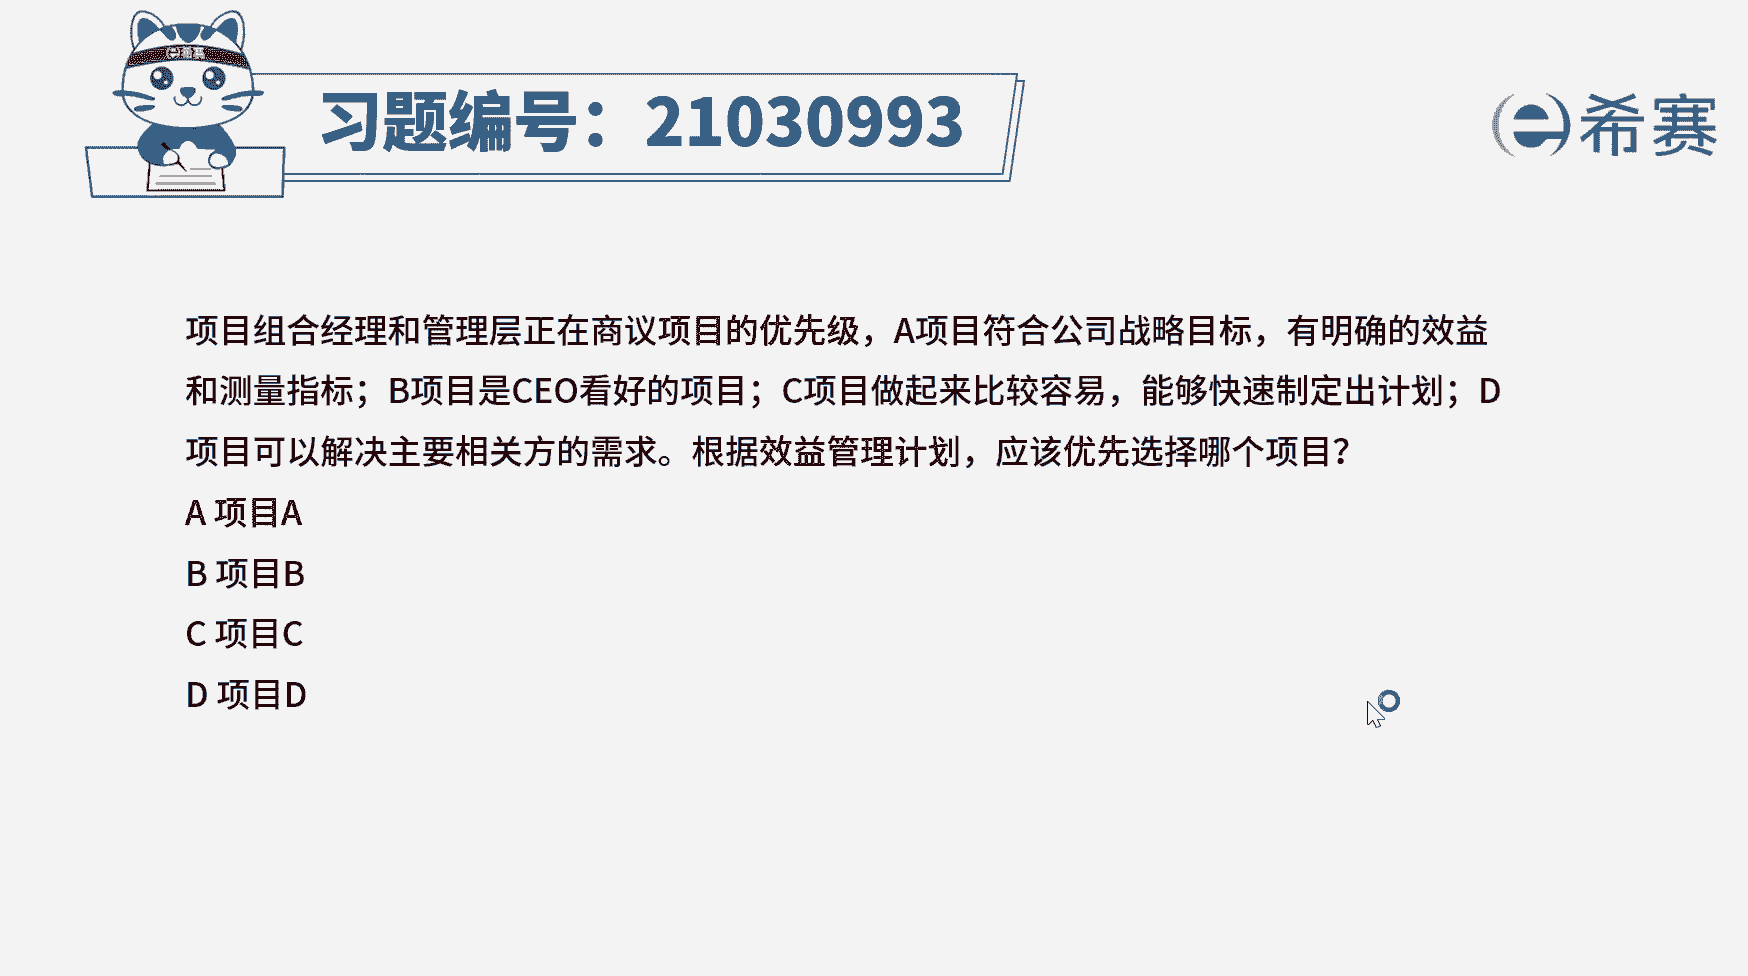 习题编号：21030993
希赛
项目组合经理和管理层正在商议项目的优先级，A项目符合公司战略目标，有明确的效益
和测量指标；B项目是CEO看好的项目；C项目做起来比较容易，能够快速制定出计划；D
项目可以解决主要相关方的需求。根据效益管理计划，应该优先选择哪个项目？
A 项目A
B 项目B
C 项目C
D 项目D